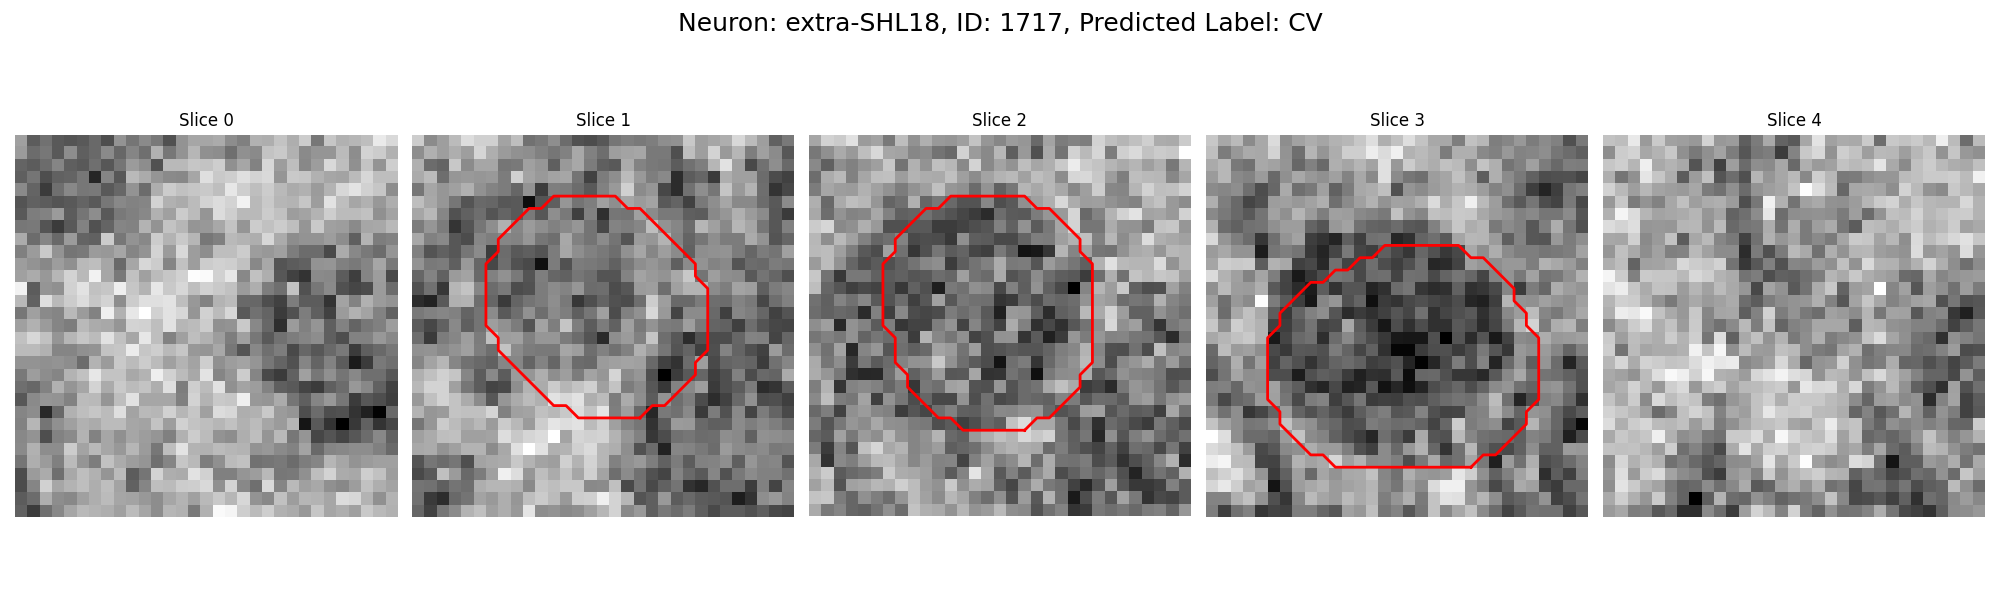 Neuron: extra-SHL18, ID: 1717, Predicted Label: CV
Slice 0
Slice 1
Slice 2
Slice 3
Slice 4